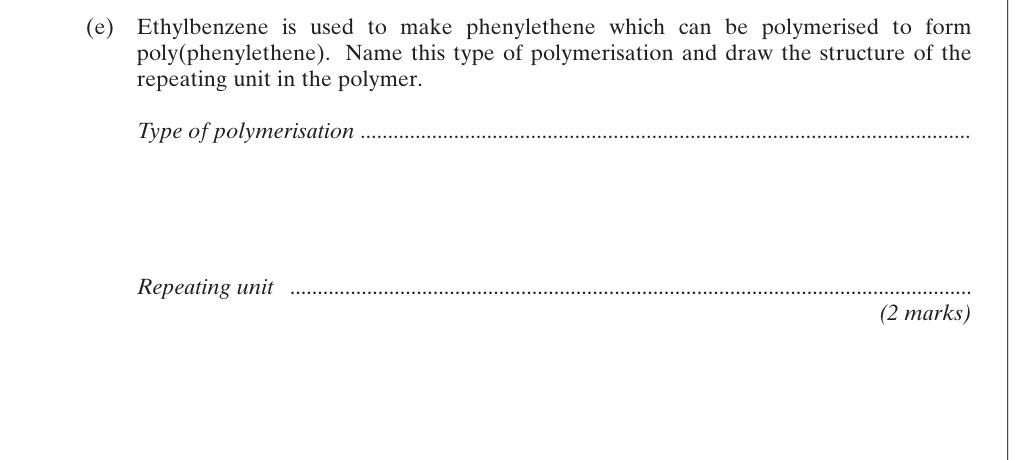 (e) Ethylbenzene is used to make phenylethene which can be polymerised to form
poly(phenylethene). Name this type of polymerisation and draw the structure of the
repeating unit in the polymer.
Type of polymerisation ..............................................................................................................
Repeating unit ...........................................................................................................................
(2 marks)